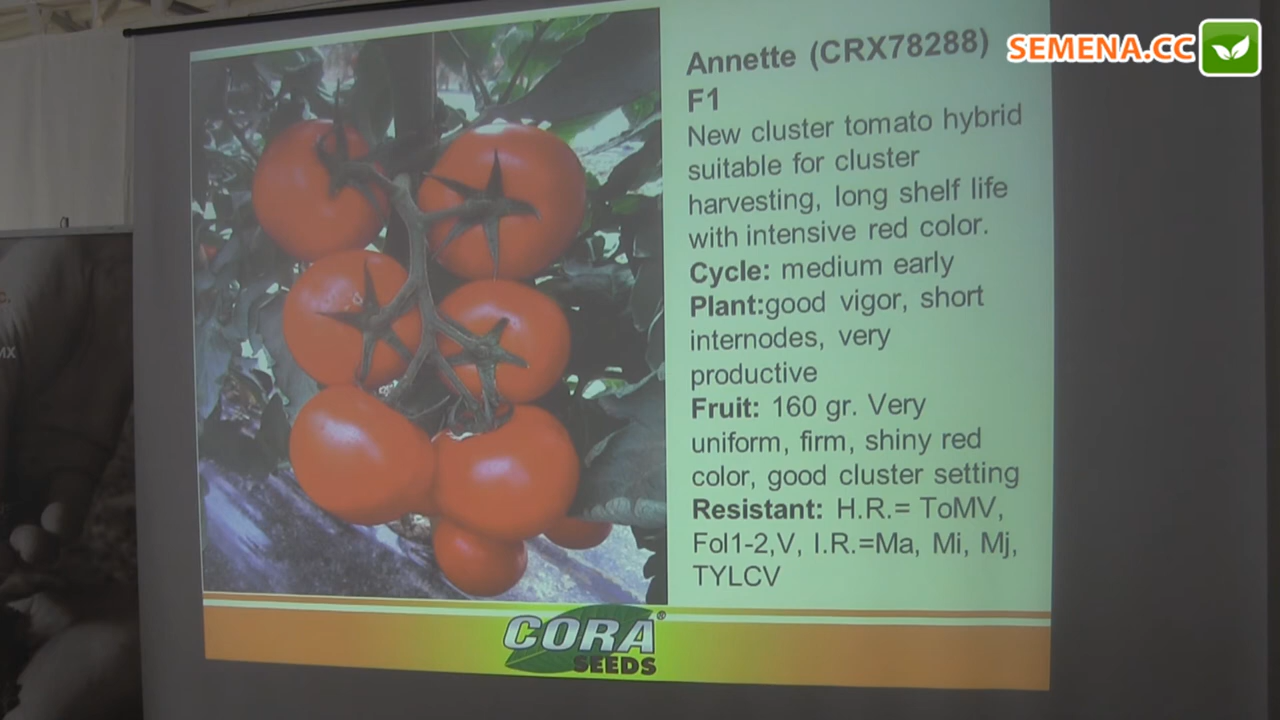 SEMENA.CC
Annette (CRX78288)
F1
New cluster tomato hybrid
suitable for cluster
harvesting, long shelf life
with intensive red color.
Cycle: medium early
Plant:good vigor, short
internodes, very
productive
Fruit: 160 gr. Very
uniform, firm, shiny red
color, good cluster setting
Resistant: H.R.= ToMV,
Fol1-2,V, I.R.=Ma, Mi, Mj,
TYLCV
CORA®
SEEDS